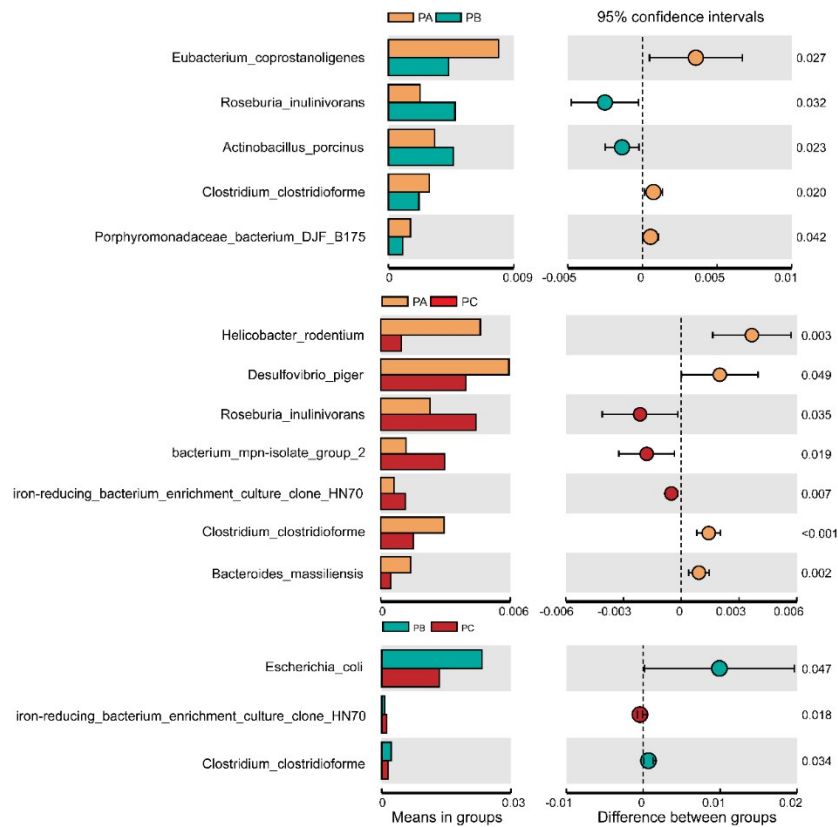 PA PB 95% confidence intervals
Eubacterium_coprostanoligenes 0.027
Roseburia_inulinivorans 0.032
Actinobacillus_porcinus 0.023
Clostridium_clostridioforme 0.020
Porphyromonadaceae_bacterium_DJF_B175 0.042
0 0.009 -0.005 0 0.005 0.01
PA PC
Helicobacter_rodentium 0.003
Desulfovibrio_piger 0.049
Roseburia_inulinivorans 0.035
bacterium_mpn-isolate_group_2 0.019
iron-reducing_bacterium_enrichment_culture_clone_HN70 0.007
Clostridium_clostridioforme <0.001
Bacteroides_massiliensis 0.002
0 0.006 -0.006 -0.003 0 0.003 0.006
PB PC
Escherichia_coli 0.047
iron-reducing_bacterium_enrichment_culture_clone_HN70 0.018
Clostridium_clostridioforme 0.034
0 0.03 -0.01 0 0.01 0.02
Means in groups Difference between groups